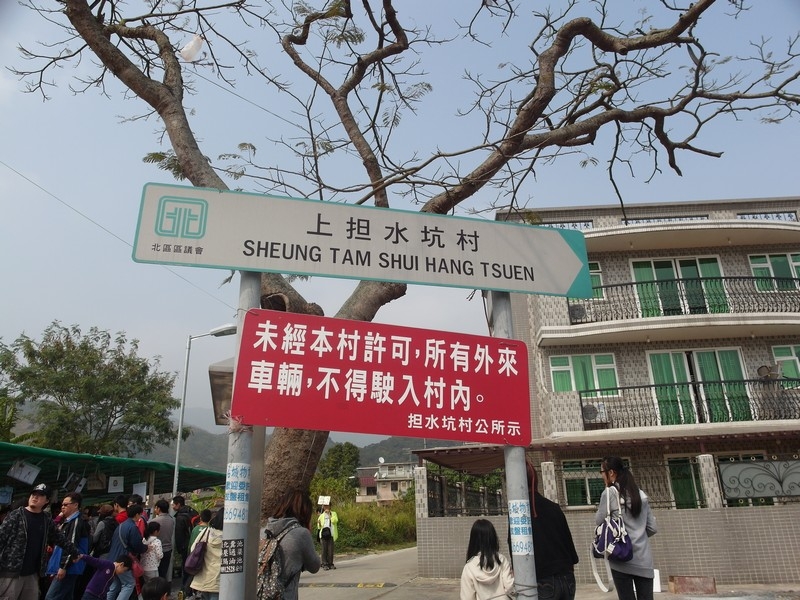 上担水坑村
北區區議會
SHEUNG TAM SHUI HANG TSUEN
未經本村許可,所有外來
車輛,不得駛入村內。
担水坑村公所示